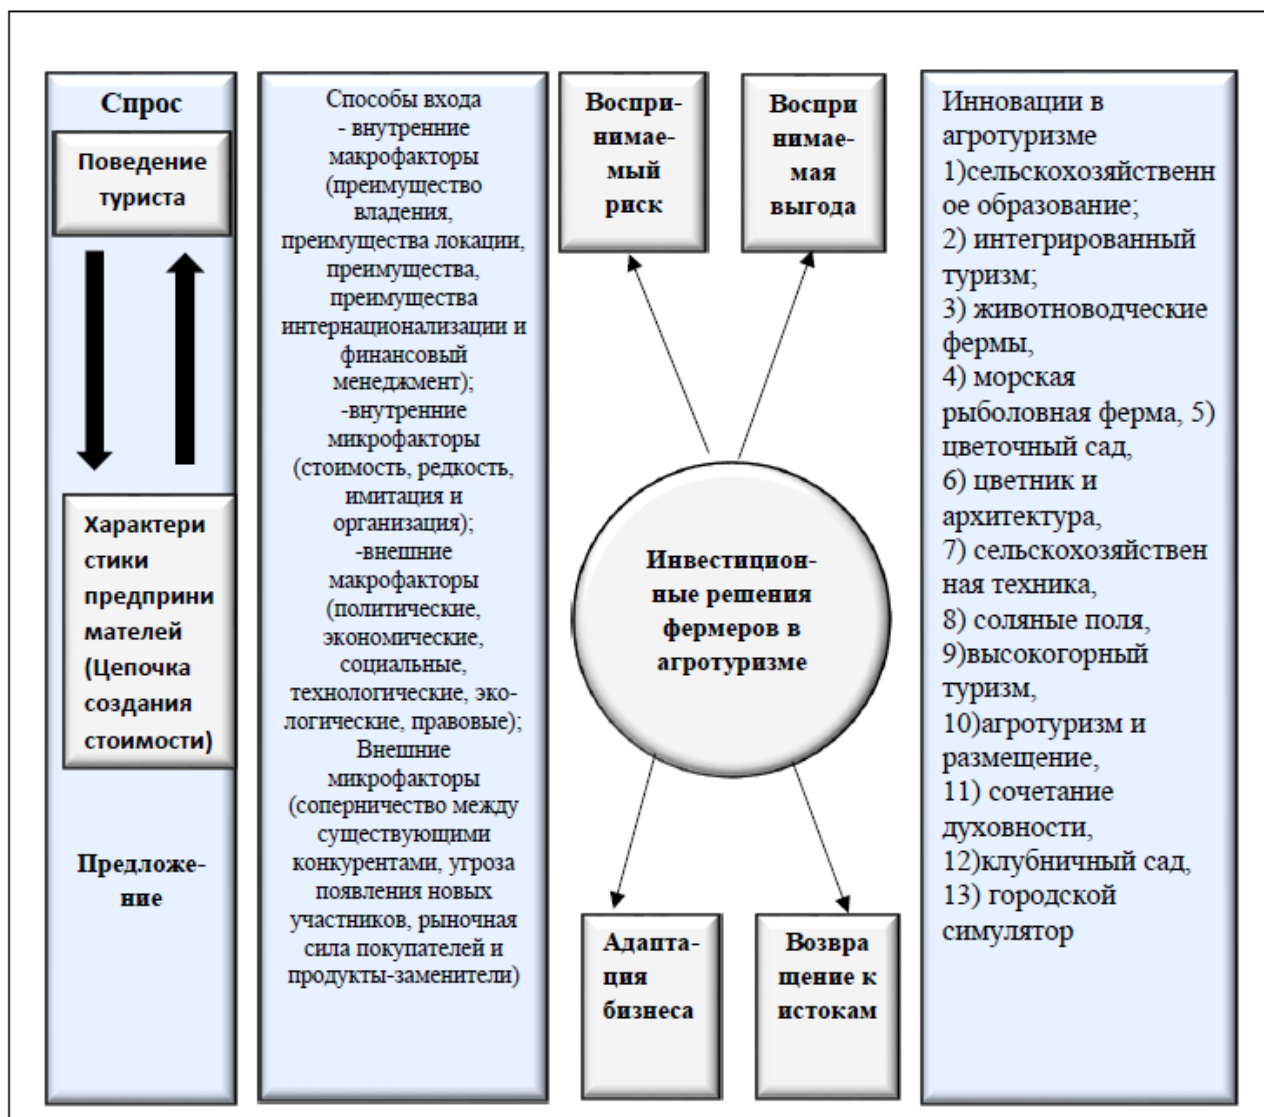 Спрос
Поведение
туриста
Характери
стики
предприни
мателей
(Цепочка
создания
стоимости)
Предложе-
ние
Способы входа
- внутренние
макрофакторы
(преимущество
владения,
преимущества локации,
преимущества,
преимущества
интернационализации и
финансовый
менеджмент);
-внутренние
микрофакторы
(стоимость, редкость,
имитация и
организация);
-внешние
макрофакторы
(политические,
экономические,
социальные,
технологические, эко-
логические, правовые);
Внешние
микрофакторы
(соперничество между
существующими
конкурентами, угроза
появления новых
участников, рыночная
сила покупателей и
продукты-заменители)
Воспри-
нимае-
мый
риск
Воспри
нимае-
мая
выгода
Инвестицион-
ные решения
фермеров в
агротуризме
Адапта-
ция
бизнеса
Возвра
щение к
истокам
Инновации в
агротуризме
1)сельскохозяйственн
ое образование;
2) интегрированный
туризм;
3) животноводческие
фермы,
4) морская
рыболовная ферма, 5)
цветочный сад,
6) цветник и
архитектура,
7) сельскохозяйствен
ная техника,
8) соляные поля,
9)высокогорный
туризм,
10)агротуризм и
размещение,
11) сочетание
духовности,
12)клубничный сад,
13) городской
симулятор